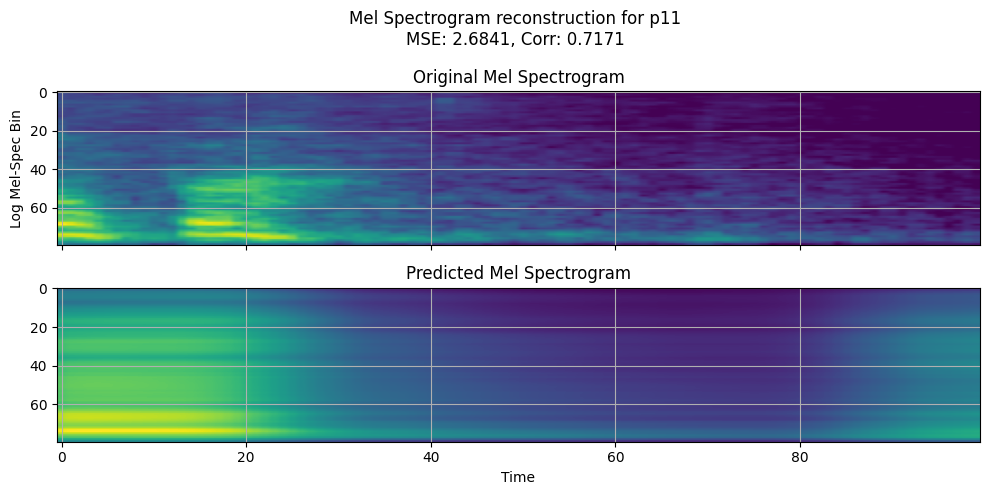 Mel Spectrogram reconstruction for p11
MSE: 2.6841, Corr: 0.7171
Original Mel Spectrogram
0
20
40
60
Log Mel-Spec Bin
Predicted Mel Spectrogram
0
20
40
60
0 20 40 60 80
Time